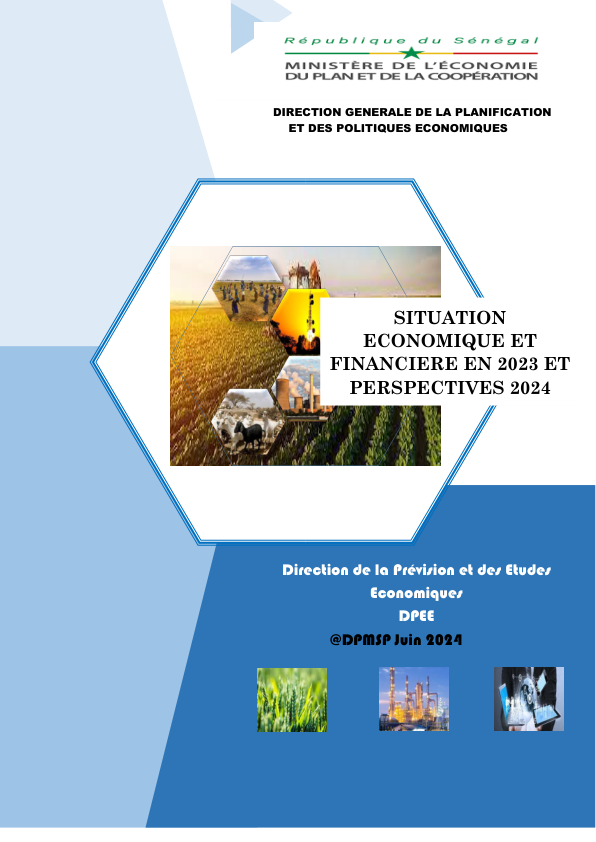 République du Sénégal
MINISTÈRE DE L'ÉCONOMIE
DU PLAN ET DE LA COOPÉRATION
DIRECTION GENERALE DE LA PLANIFICATION
ET DES POLITIQUES ECONOMIQUES
SITUATION
ECONOMIQUE ET
FINANCIERE EN 2023 ET
PERSPECTIVES 2024
Direction de la Prévision et des Etudes
Economiques
DPEE
@DPMSP Juin 2024